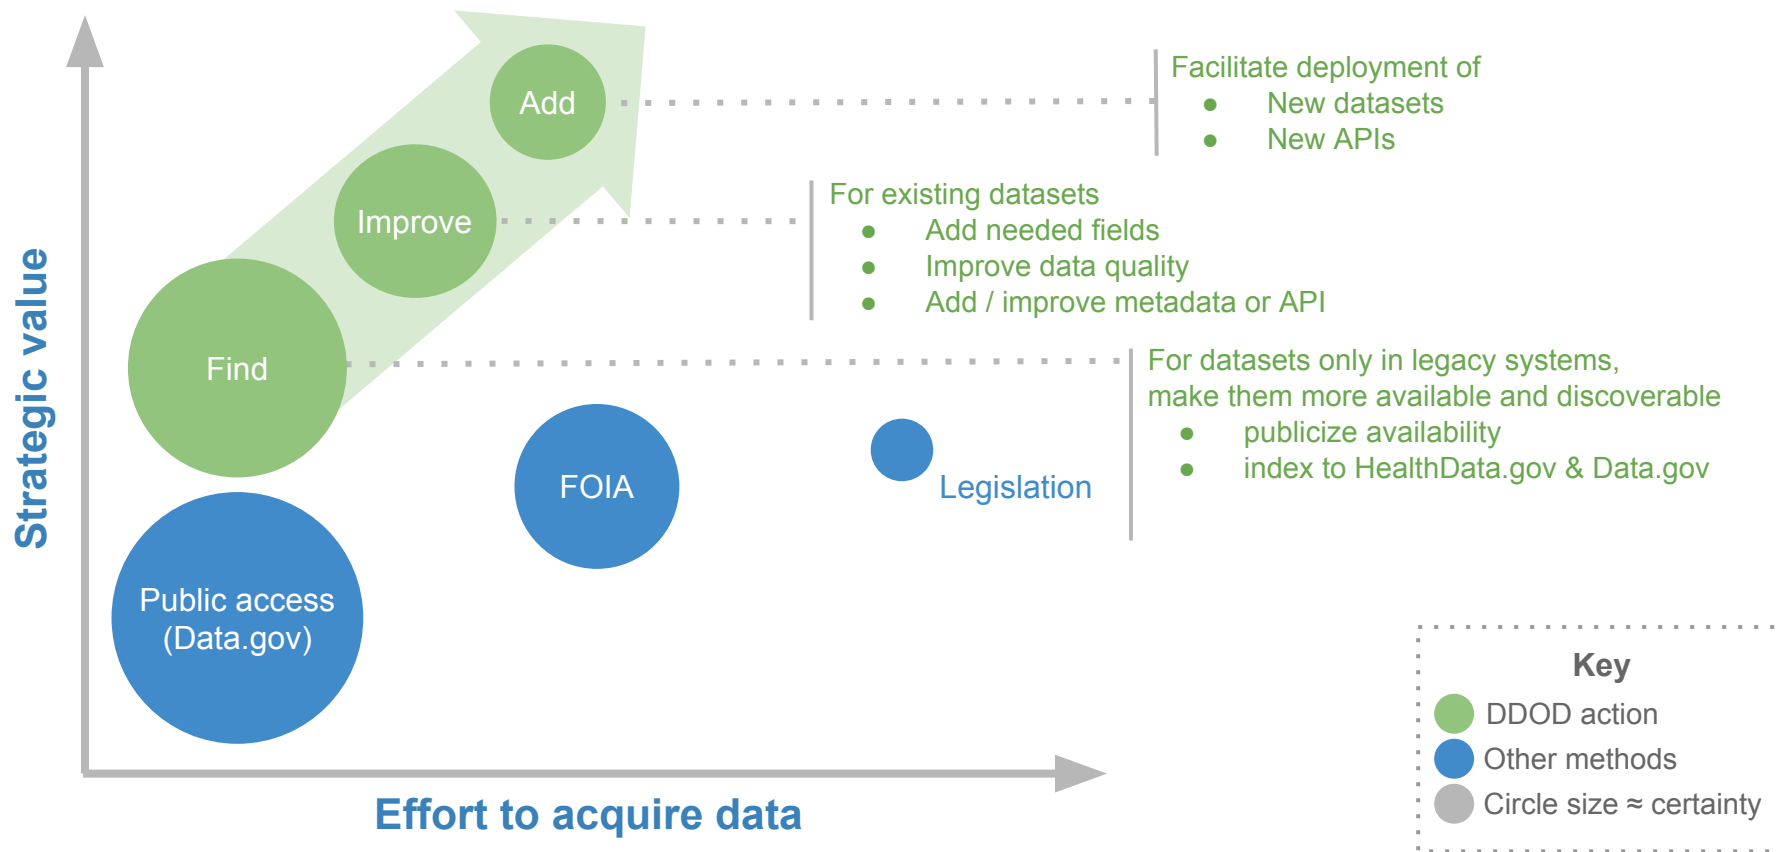 Strategic value
Add
Improve
Find
Public access
(Data.gov)
FOIA
Legislation
Effort to acquire data
Facilitate deployment of
● New datasets
● New APIs
For existing datasets
● Add needed fields
● Improve data quality
● Add / improve metadata or API
For datasets only in legacy systems,
make them more available and discoverable
● publicize availability
● index to HealthData.gov & Data.gov
Key
DDOD action
Other methods
Circle size ≈ certainty